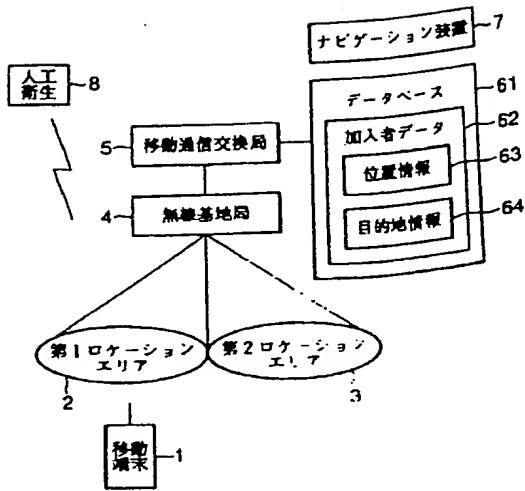 ナビゲーション装置
7
人工
衛生
8
データベース
61
加入者データ
62
5
移動通信交換局
位置情報
63
4
無線基地局
目的地情報
64
第1ロケーション
エリア
第2ロケーション
エリア
2
3
移動
端末
1